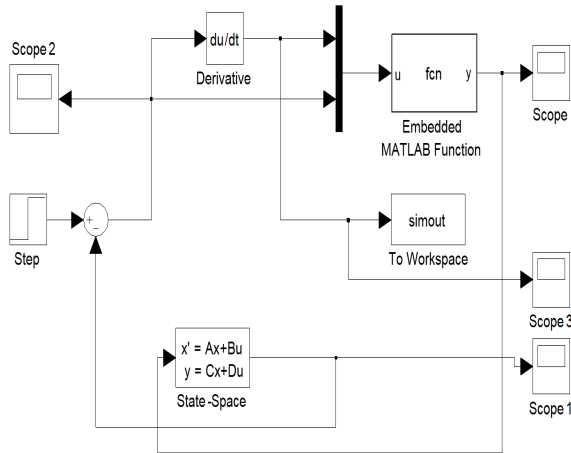 Scope 2
du/dt
Derivative
u
fcn
y
Scope
Embedded
MATLAB Function
+
−
Step
simout
To Workspace
Scope 3
x' = Ax+Bu
y = Cx+Du
State-Space
Scope 1